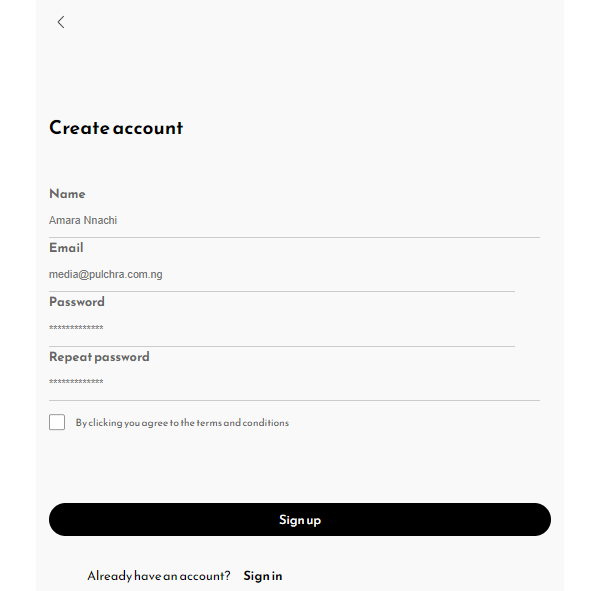 Create account
Name
Amara Nnachi
Email
media@pulchra.com.ng
Password
*************
Repeat password
*************
By clicking you agree to the terms and conditions
Sign up
Already have an account? Sign in